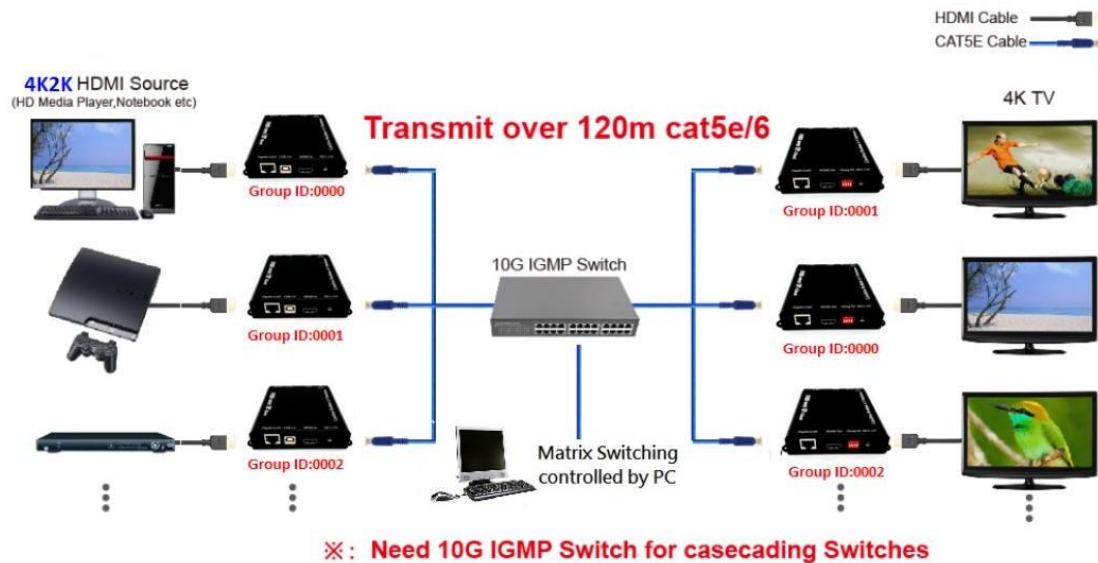 HDMI Cable
CAT5E Cable
4K2K HDMI Source
(HD Media Player,Notebook etc)
4K TV
Transmit over 120m cat5e/6
Group ID:0000
Group ID:0001
10G IGMP Switch
Group ID:0001
Group ID:0000
Matrix Switching
controlled by PC
Group ID:0002
Group ID:0002
※: Need 10G IGMP Switch for casecading Switches